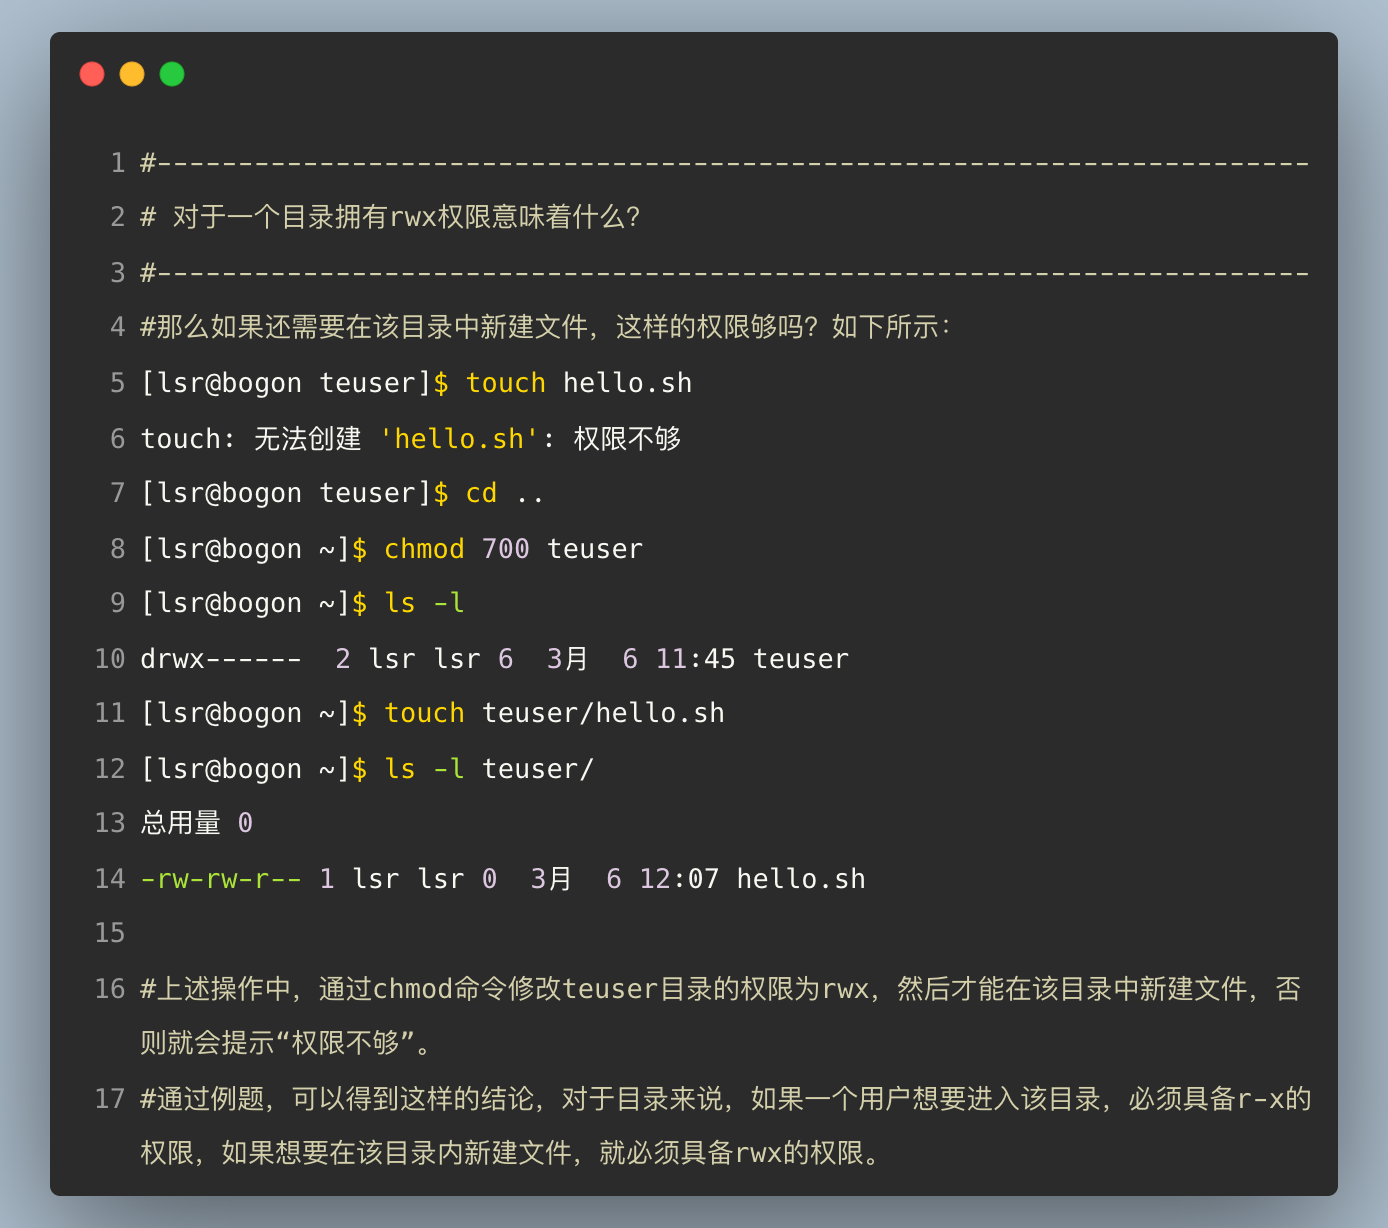 1 #-----------------------------------------------------------------------
2 # 对于一个目录拥有rwx权限意味着什么？
3 #-----------------------------------------------------------------------
4 #那么如果还需要在该目录中新建文件，这样的权限够吗？如下所示：
5 [lsr@bogon teuser]$ touch hello.sh
6 touch: 无法创建 'hello.sh': 权限不够
7 [lsr@bogon teuser]$ cd ..
8 [lsr@bogon ~]$ chmod 700 teuser
9 [lsr@bogon ~]$ ls -l
10 drwx------  2 lsr lsr 6  3月  6 11:45 teuser
11 [lsr@bogon ~]$ touch teuser/hello.sh
12 [lsr@bogon ~]$ ls -l teuser/
13 总用量 0
14 -rw-rw-r-- 1 lsr lsr 0  3月  6 12:07 hello.sh
15
16 #上述操作中，通过chmod命令修改teuser目录的权限为rwx，然后才能在该目录中新建文件，否
则就会提示“权限不够”。
17 #通过例题，可以得到这样的结论，对于目录来说，如果一个用户想要进入该目录，必须具备r-x的
权限，如果想要在该目录内新建文件，就必须具备rwx的权限。